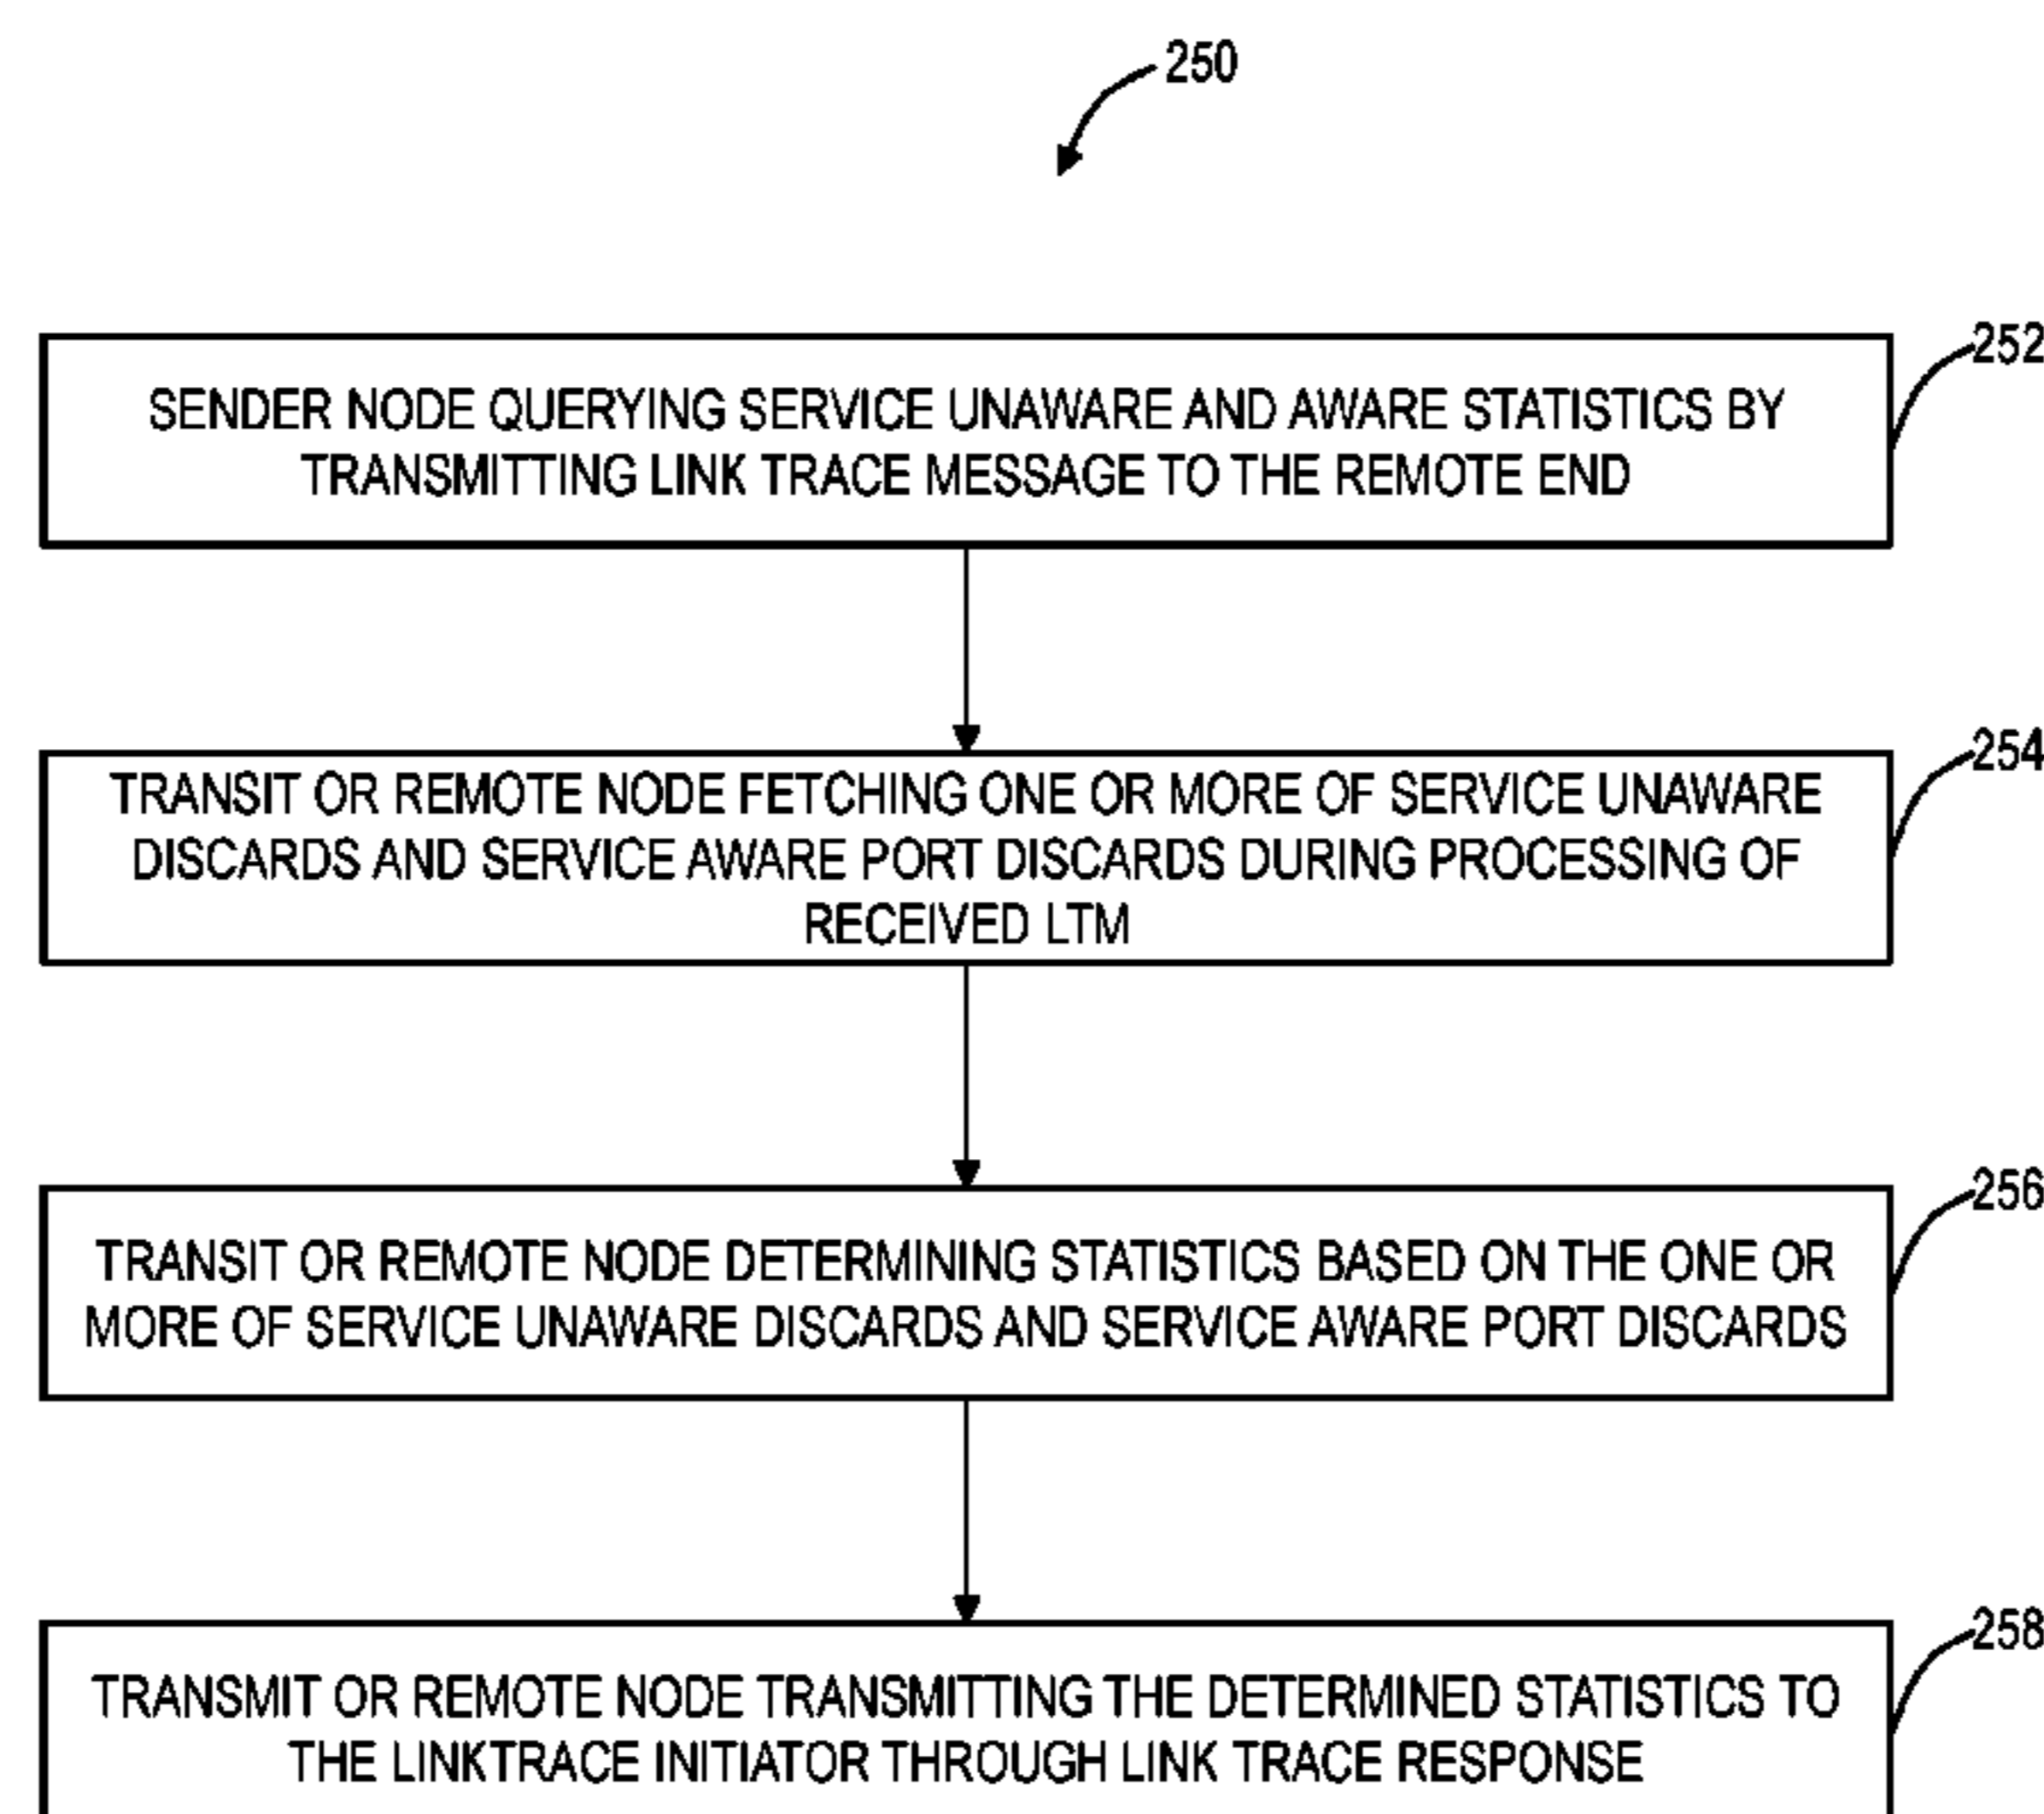 250
252
SENDER NODE QUERYING SERVICE UNAWARE AND AWARE STATISTICS BY
TRANSMITTING LINK TRACE MESSAGE TO THE REMOTE END
254
TRANSIT OR REMOTE NODE FETCHING ONE OR MORE OF SERVICE UNAWARE
DISCARDS AND SERVICE AWARE PORT DISCARDS DURING PROCESSING OF
RECEIVED LTM
256
TRANSIT OR REMOTE NODE DETERMINING STATISTICS BASED ON THE ONE OR
MORE OF SERVICE UNAWARE DISCARDS AND SERVICE AWARE PORT DISCARDS
258
TRANSMIT OR REMOTE NODE TRANSMITTING THE DETERMINED STATISTICS TO
THE LINKTRACE INITIATOR THROUGH LINK TRACE RESPONSE